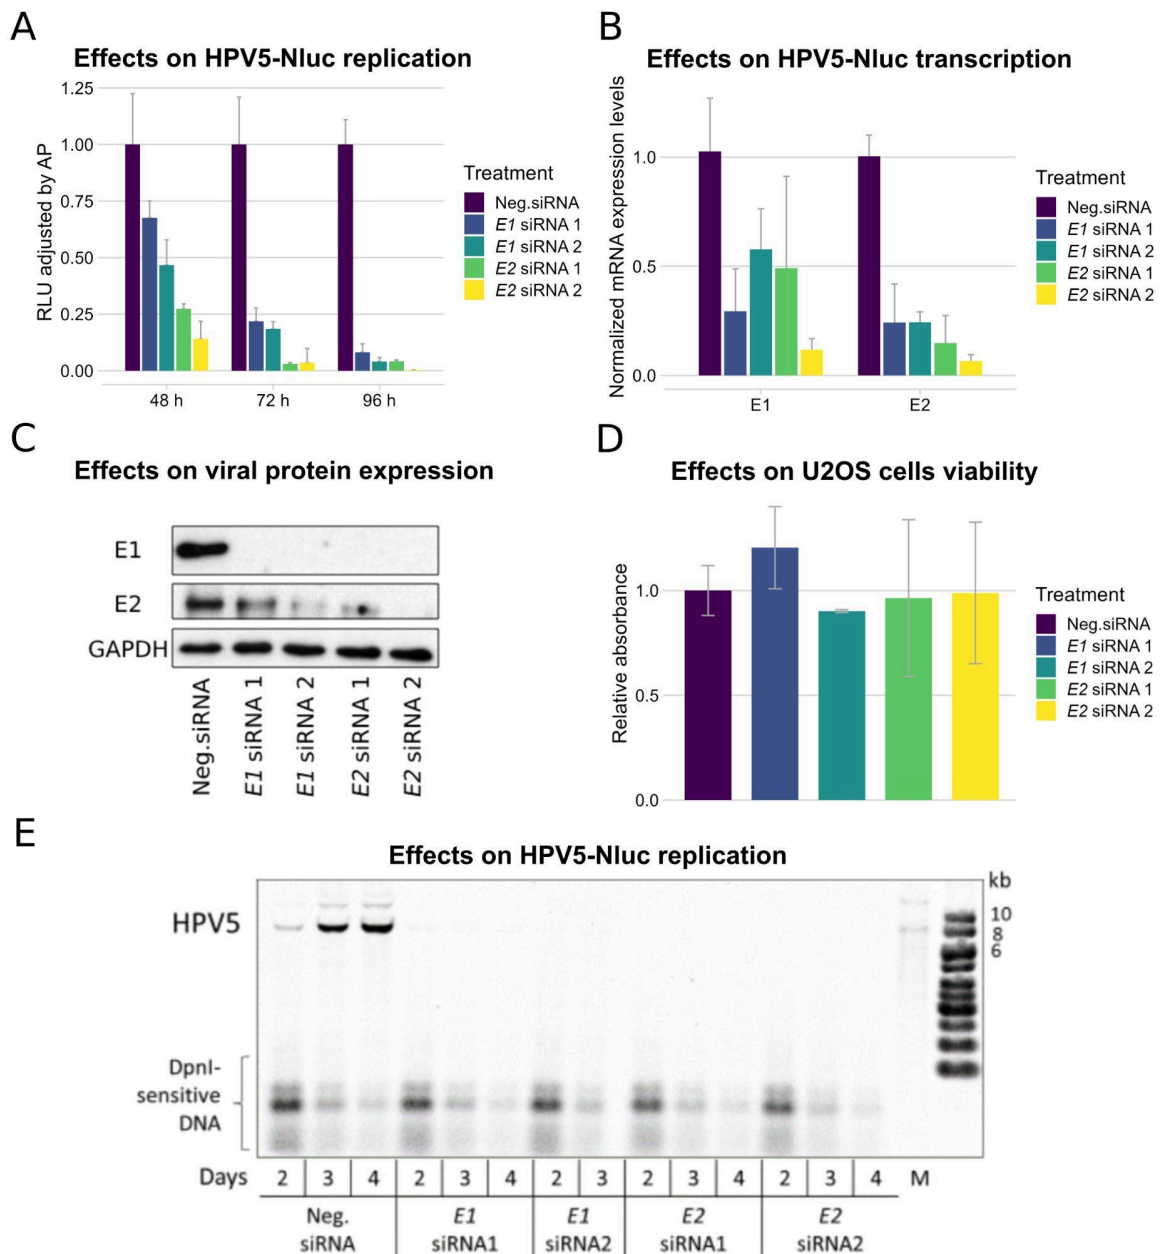 A
Effects on HPV5-Nluc replication
RLU adjusted by AP
1.25
1.00
0.75
0.50
0.25
0.00
48 h
72 h
96 h
Treatment
Neg.siRNA
E1 siRNA 1
E1 siRNA 2
E2 siRNA 1
E2 siRNA 2
B
Effects on HPV5-Nluc transcription
Normalized mRNA expression levels
1.0
0.5
0.0
E1
E2
Treatment
Neg.siRNA
E1 siRNA 1
E1 siRNA 2
E2 siRNA 1
E2 siRNA 2
C
Effects on viral protein expression
E1
E2
GAPDH
Neg.siRNA
E1 siRNA 1
E1 siRNA 2
E2 siRNA 1
E2 siRNA 2
D
Effects on U2OS cells viability
Relative absorbance
1.0
0.5
0.0
Treatment
Neg.siRNA
E1 siRNA 1
E1 siRNA 2
E2 siRNA 1
E2 siRNA 2
E
Effects on HPV5-Nluc replication
HPV5
kb
10
8
6
DpnI-
sensitive
DNA
Days 2 3 4 2 3 4 2 3 2 3 4 2 3 4 M
Neg. E1 E1 E2 E2
siRNA siRNA1 siRNA2 siRNA1 siRNA2